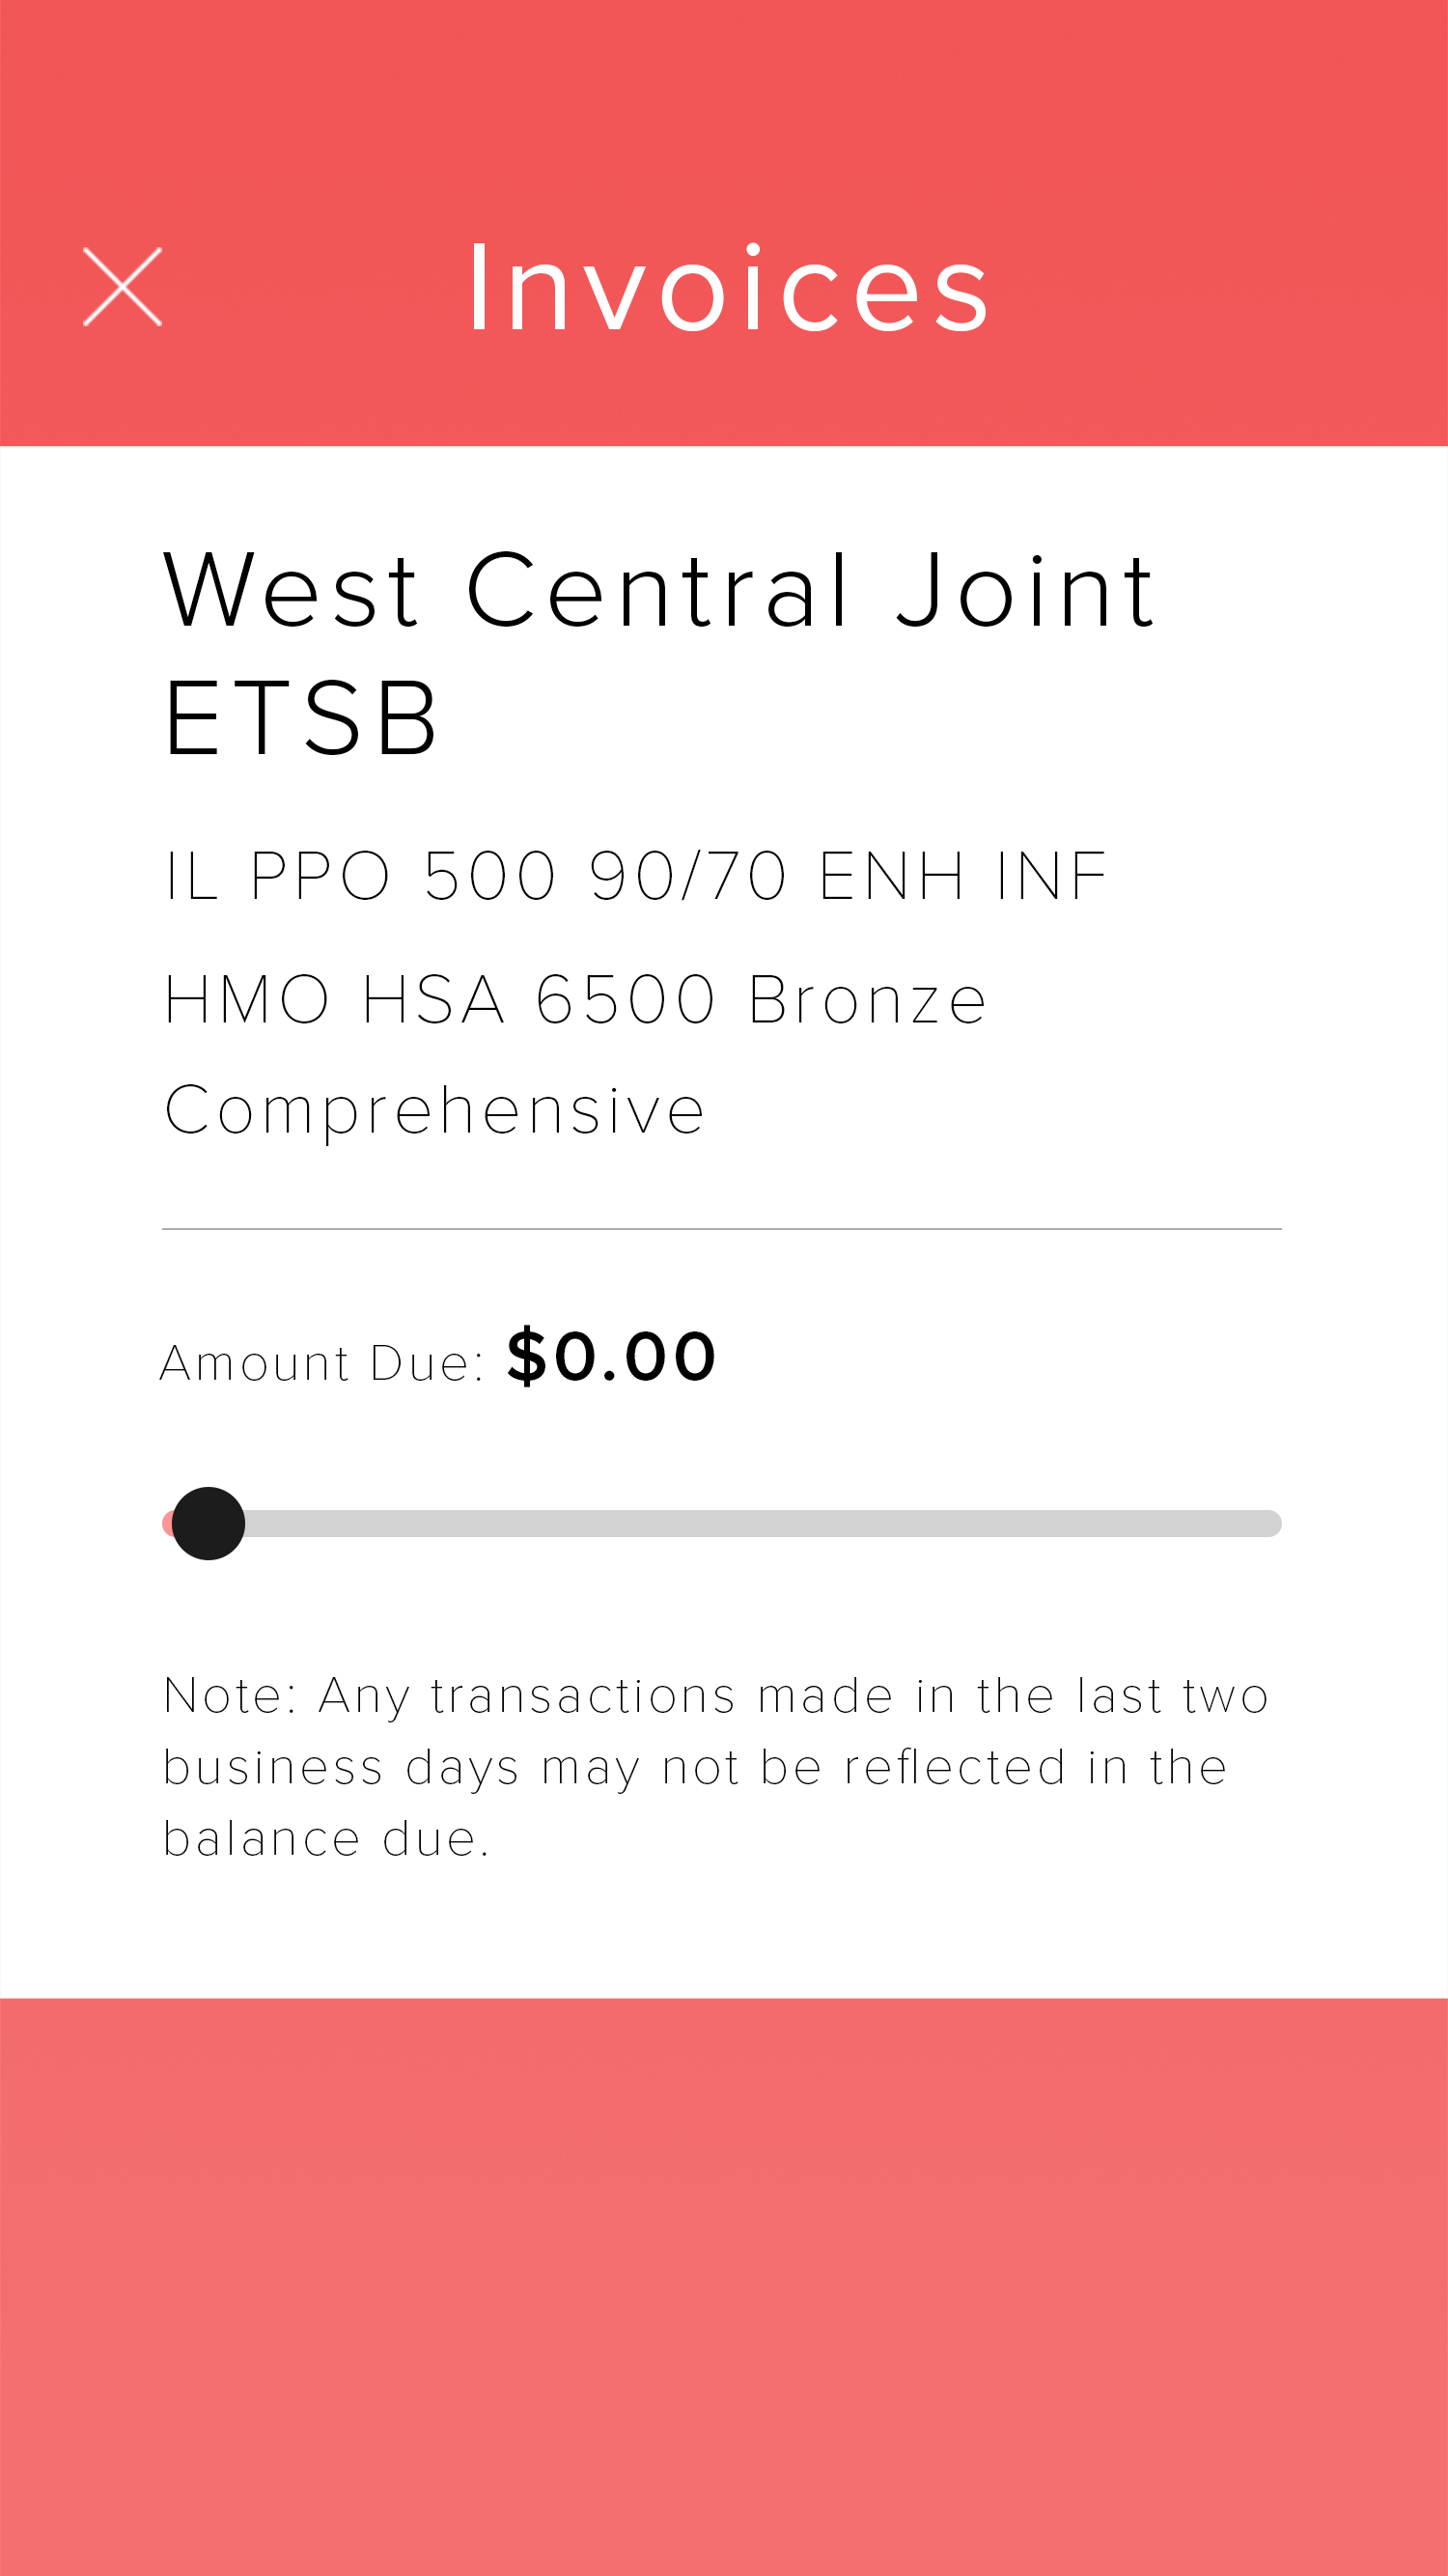 Invoices
West Central Joint
ETSB
IL PPO 500 90/70 ENH INF
HMO HSA 6500 Bronze
Comprehensive
Amount Due: $0.00
Note: Any transactions made in the last two
business days may not be reflected in the
balance due.